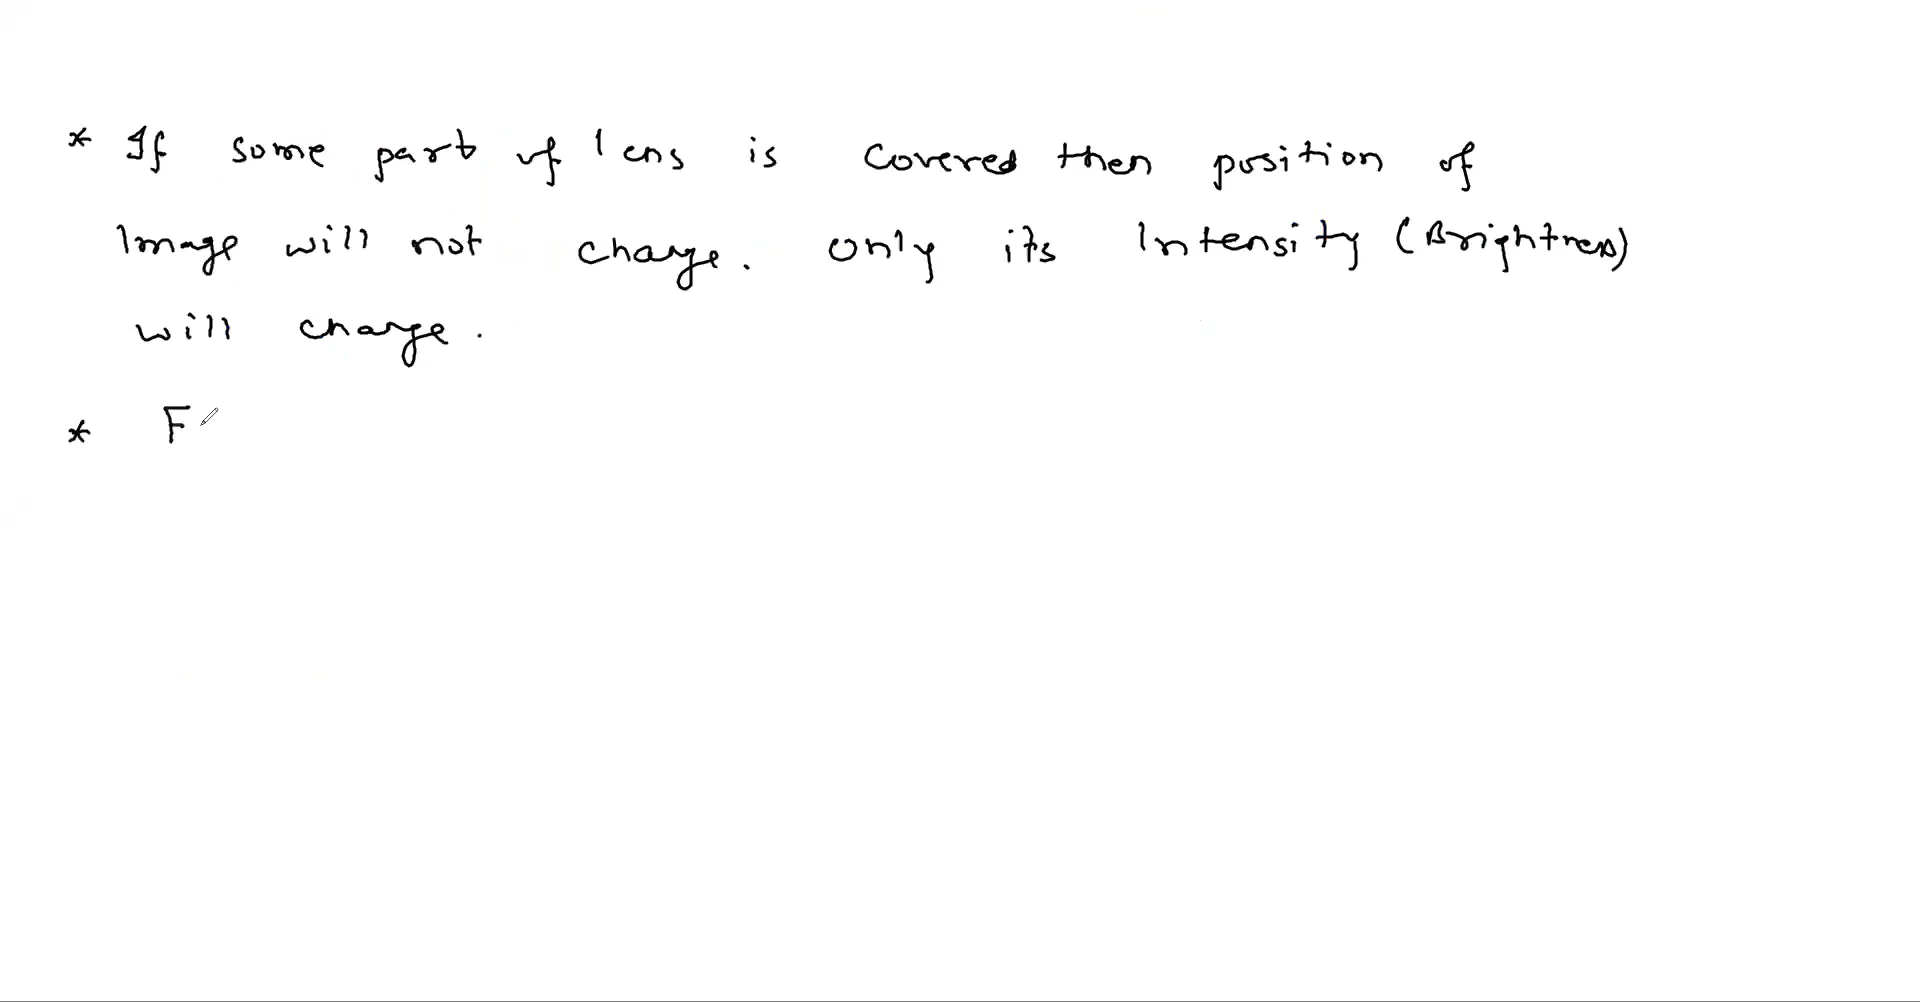 * If some part of lens is covered then position of
Image will not change. only its Intensity (Brightness)
will change.
* F